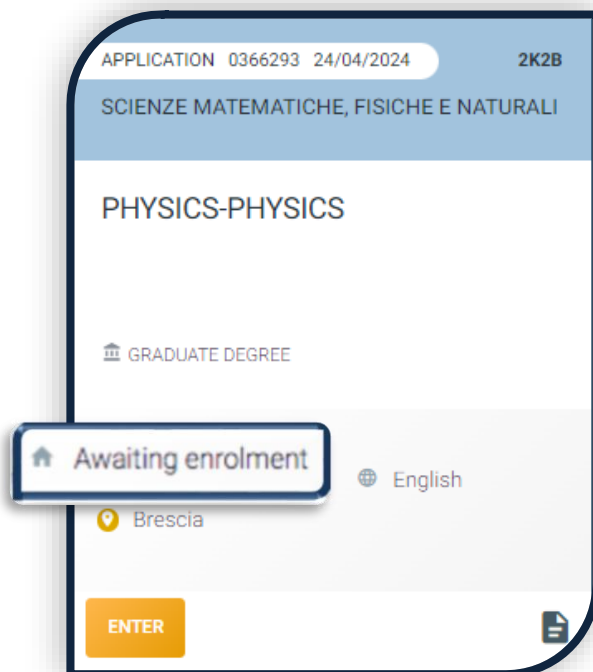 APPLICATION 0366293 24/04/2024 2K2B
SCIENZE MATEMATICHE, FISICHE E NATURALI
PHYSICS-PHYSICS
GRADUATE DEGREE
Awaiting enrolment
English
Brescia
ENTER